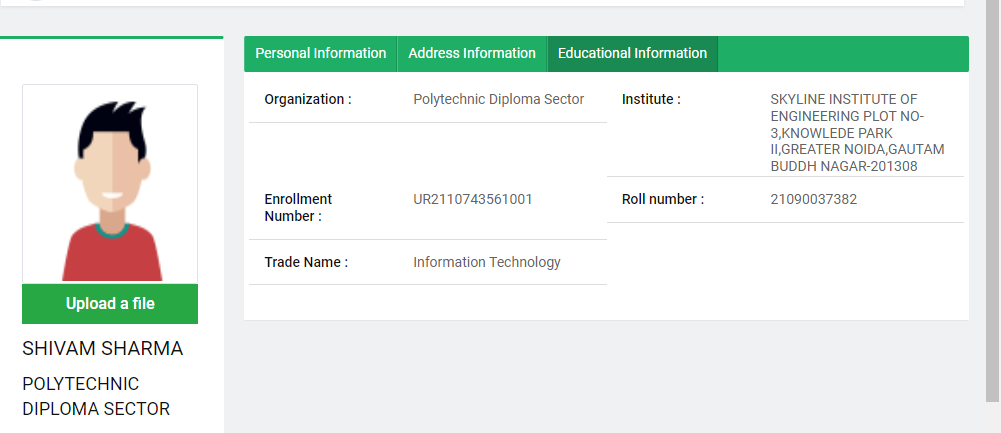 Personal Information Address Information Educational Information
Organization : Polytechnic Diploma Sector
Institute : SKYLINE INSTITUTE OF
ENGINEERING PLOT NO-
3,KNOWLEDE PARK
II,GREATER NOIDA,GAUTAM
BUDDH NAGAR-201308
Enrollment
Number : UR2110743561001
Roll number : 21090037382
Trade Name : Information Technology
Upload a file
SHIVAM SHARMA
POLYTECHNIC
DIPLOMA SECTOR